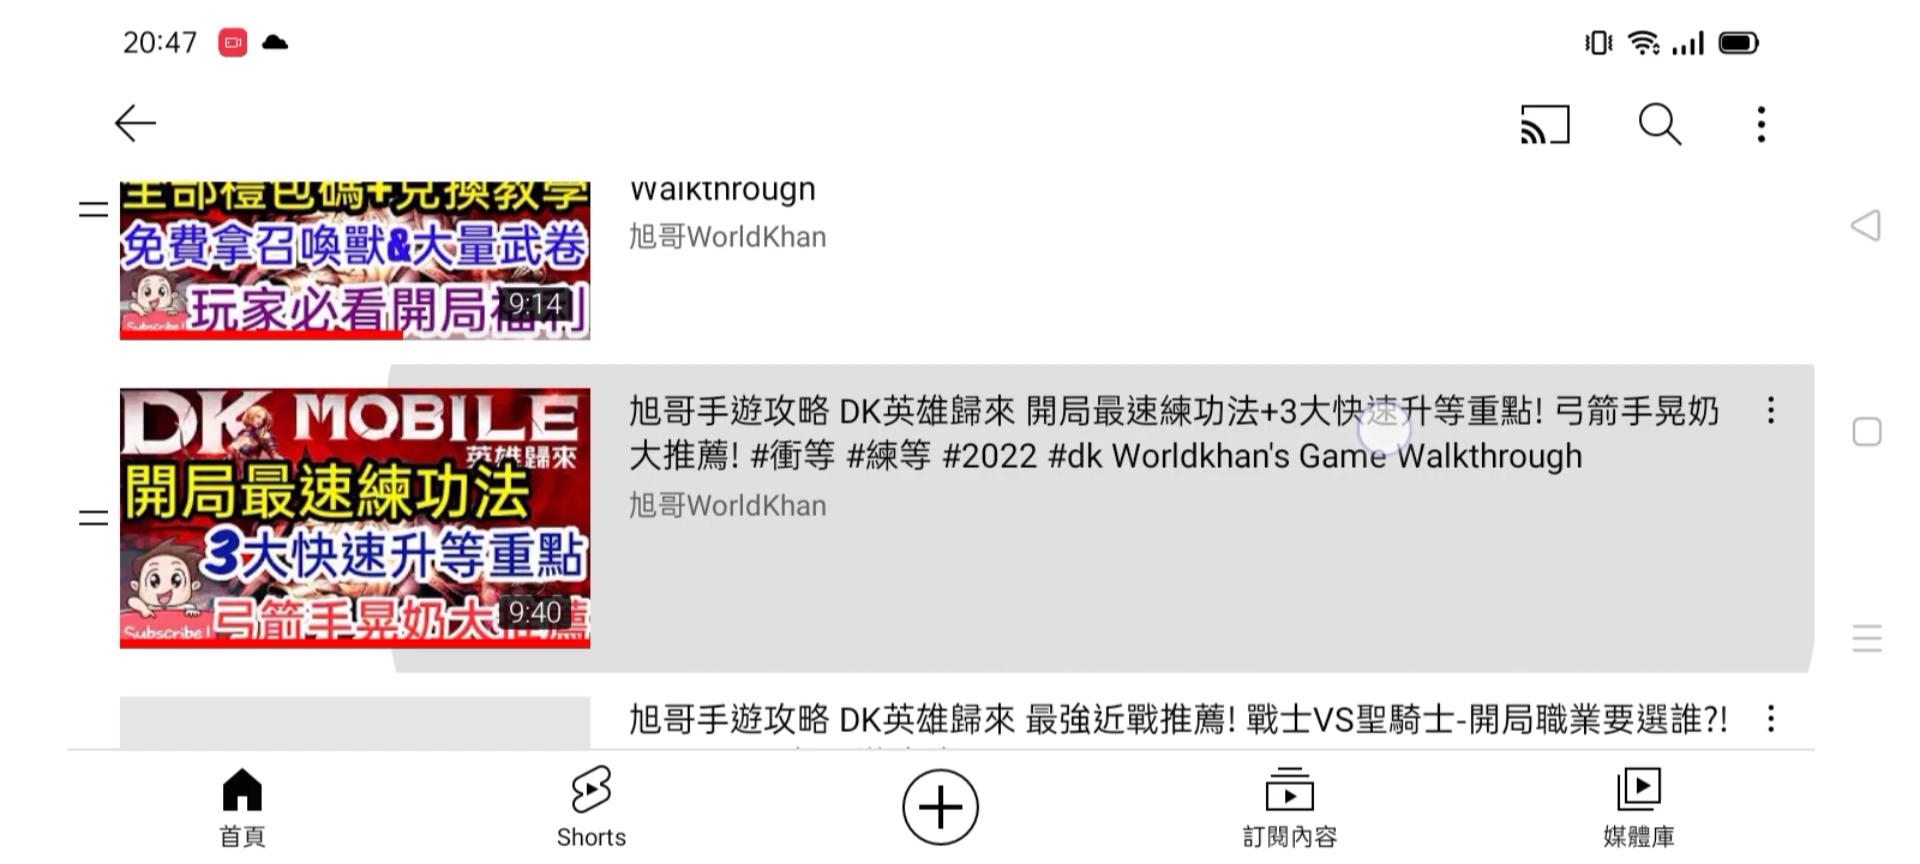 20:47
全部禮包碼+兌換教學
免費拿召喚獸&大量武卷
玩家必看開局福利
Subscribe!
9:14
Walkthrough
旭哥WorldKhan
DK MOBILE
英雄歸來
開局最速練功法
3大快速升等重點
弓箭手晃奶大推薦
Subscribe!
9:40
旭哥手遊攻略 DK英雄歸來 開局最速練功法+3大快速升等重點! 弓箭手晃奶
大推薦! #衝等 #練等 #2022 #dk Worldkhan's Game Walkthrough
旭哥WorldKhan
旭哥手遊攻略 DK英雄歸來 最強近戰推薦! 戰士VS聖騎士-開局職業要選誰?!
首頁
Shorts
訂閱內容
媒體庫